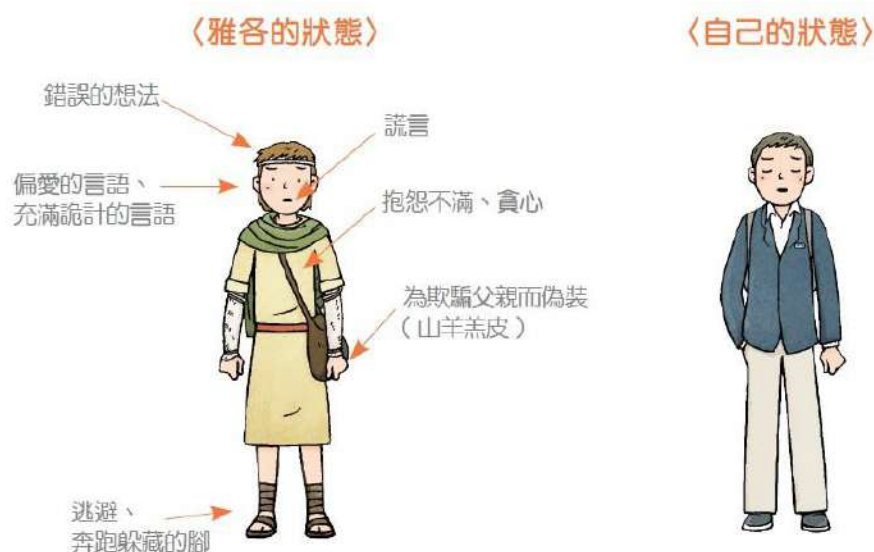 〈雅各的狀態〉
〈自己的狀態〉
錯誤的想法
謊言
偏愛的言語、
充滿詭計的言語
抱怨不滿、貪心
為欺騙父親而偽裝
（山羊羔皮）
逃避、
奔跑躲藏的腳